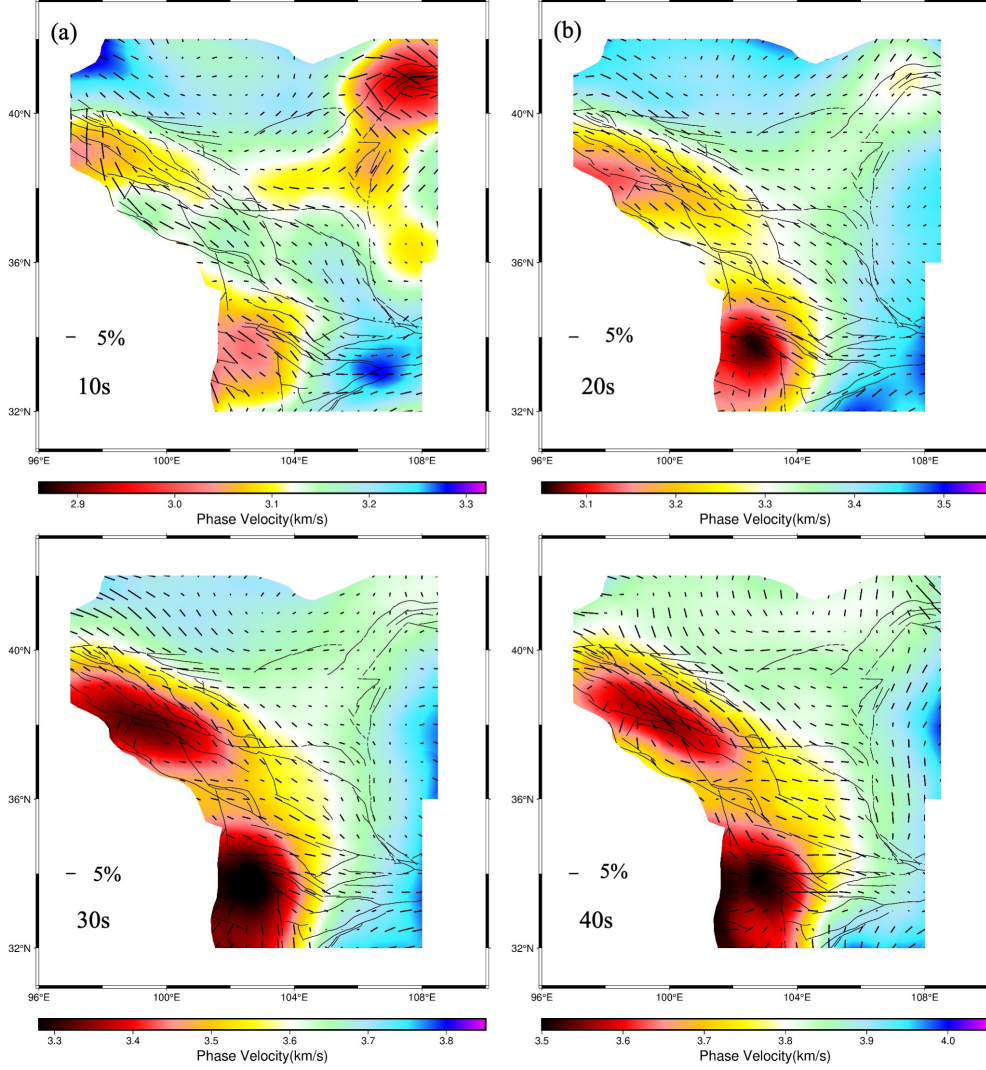 (a)
(b)
40°N
36°N
32°N
5%
10s
96°E 100°E 104°E 108°E
2.9 3.0 3.1 3.2 3.3
Phase Velocity(km/s)
40°N
36°N
32°N
5%
20s
96°E 100°E 104°E 108°E
3.1 3.2 3.3 3.4 3.5
Phase Velocity(km/s)
40°N
36°N
32°N
5%
30s
96°E 100°E 104°E 108°E
3.3 3.4 3.5 3.6 3.7 3.8
Phase Velocity(km/s)
40°N
36°N
32°N
5%
40s
96°E 100°E 104°E 108°E
3.5 3.6 3.7 3.8 3.9 4.0
Phase Velocity(km/s)